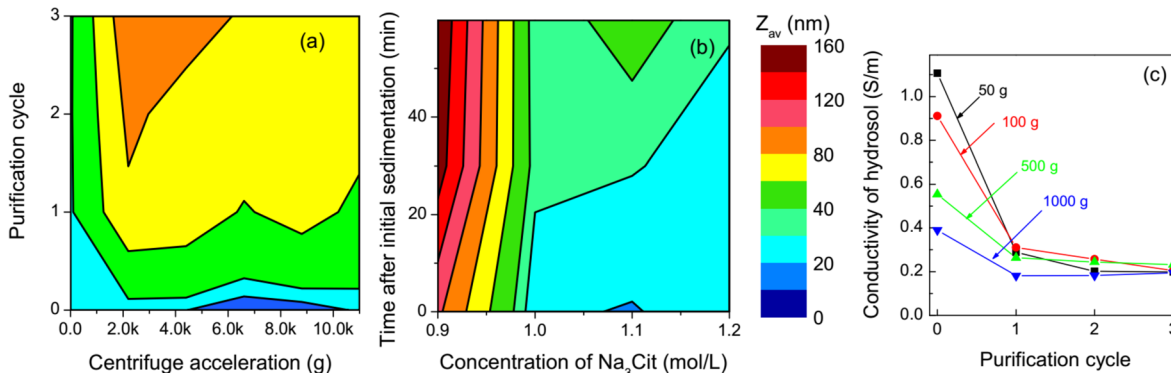 (a)
Purification cycle
3
2
1
0
0.0 2.0k 4.0k 6.0k 8.0k 10.0k
Centrifuge acceleration (g)
(b)
Time after initial sedimentation (min)
40
20
0
0.9 1.0 1.1 1.2
Concentration of Na3Cit (mol/L)
Zav (nm)
160
120
80
40
20
0
(c)
Conductivity of hydrosol (S/m)
1.0
0.8
0.6
0.4
0.2
0.0
50 g
100 g
500 g
1000 g
0 1 2 3
Purification cycle